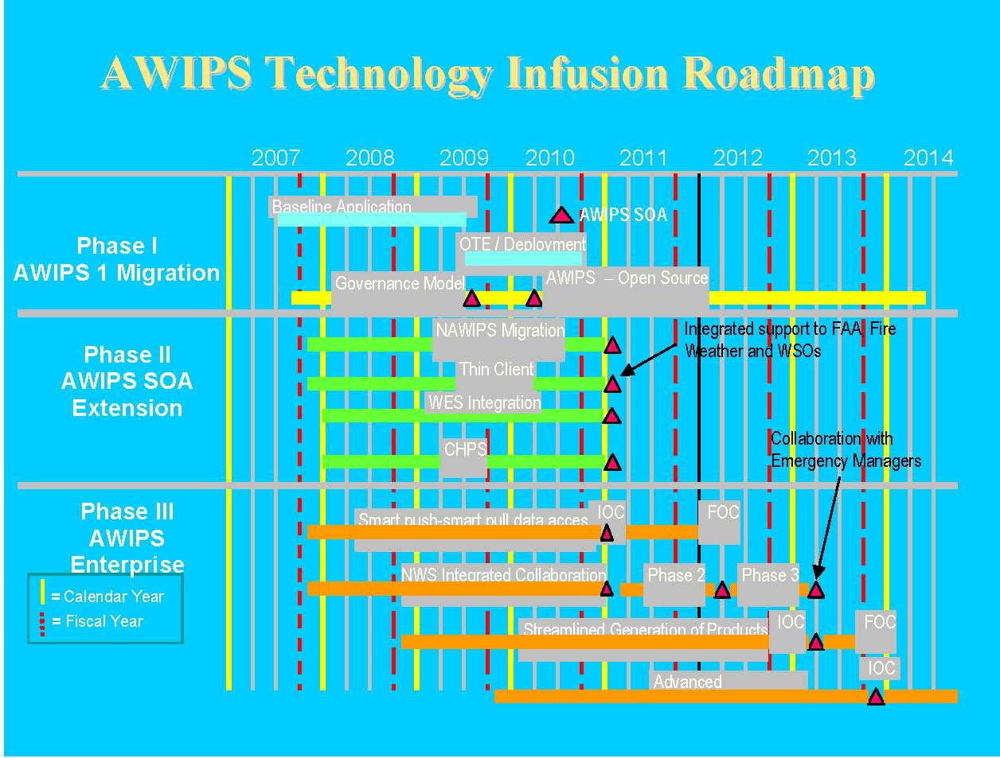 AWIPS Technology Infusion Roadmap
2007 2008 2009 2010 2011 2012 2013 2014
Phase I
AWIPS 1 Migration
Baseline Application
AWIPS SOA
OTE / Deployment
Governance Model
AWIPS – Open Source
Phase II
AWIPS SOA
Extension
NAWIPS Migration
Integrated support to FAA, Fire
Weather and WSOs
Thin Client
WES Integration
CHPS
Collaboration with
Emergency Managers
Phase III
AWIPS
Enterprise
Smart push-smart pull data acces
IOC
FOC
NWS Integrated Collaboration
Phase 2
Phase 3
Streamlined Generation of Products
IOC
FOC
Advanced
IOC
= Calendar Year
= Fiscal Year